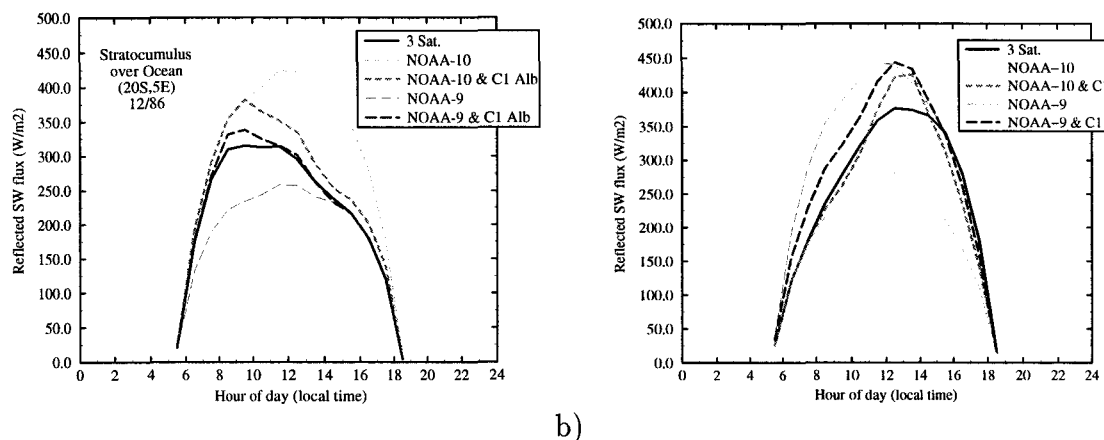 500.0
450.0
400.0
350.0
300.0
250.0
200.0
150.0
100.0
50.0
0.0
Reflected SW flux (W/m2)
Stratocumulus
over Ocean
(20S,5E)
12/86
3 Sat.
NOAA-10
NOAA-10 & C1 Alb
NOAA-9
NOAA-9 & C1 Alb
0 2 4 6 8 10 12 14 16 18 20 22 24
Hour of day (local time)
500.0
450.0
400.0
350.0
300.0
250.0
200.0
150.0
100.0
50.0
0.0
Reflected SW flux (W/m2)
3 Sat.
NOAA-10
NOAA-10 & C1
NOAA-9
NOAA-9 & C1
0 2 4 6 8 10 12 14 16 18 20 22 24
Hour of day (local time)
b)